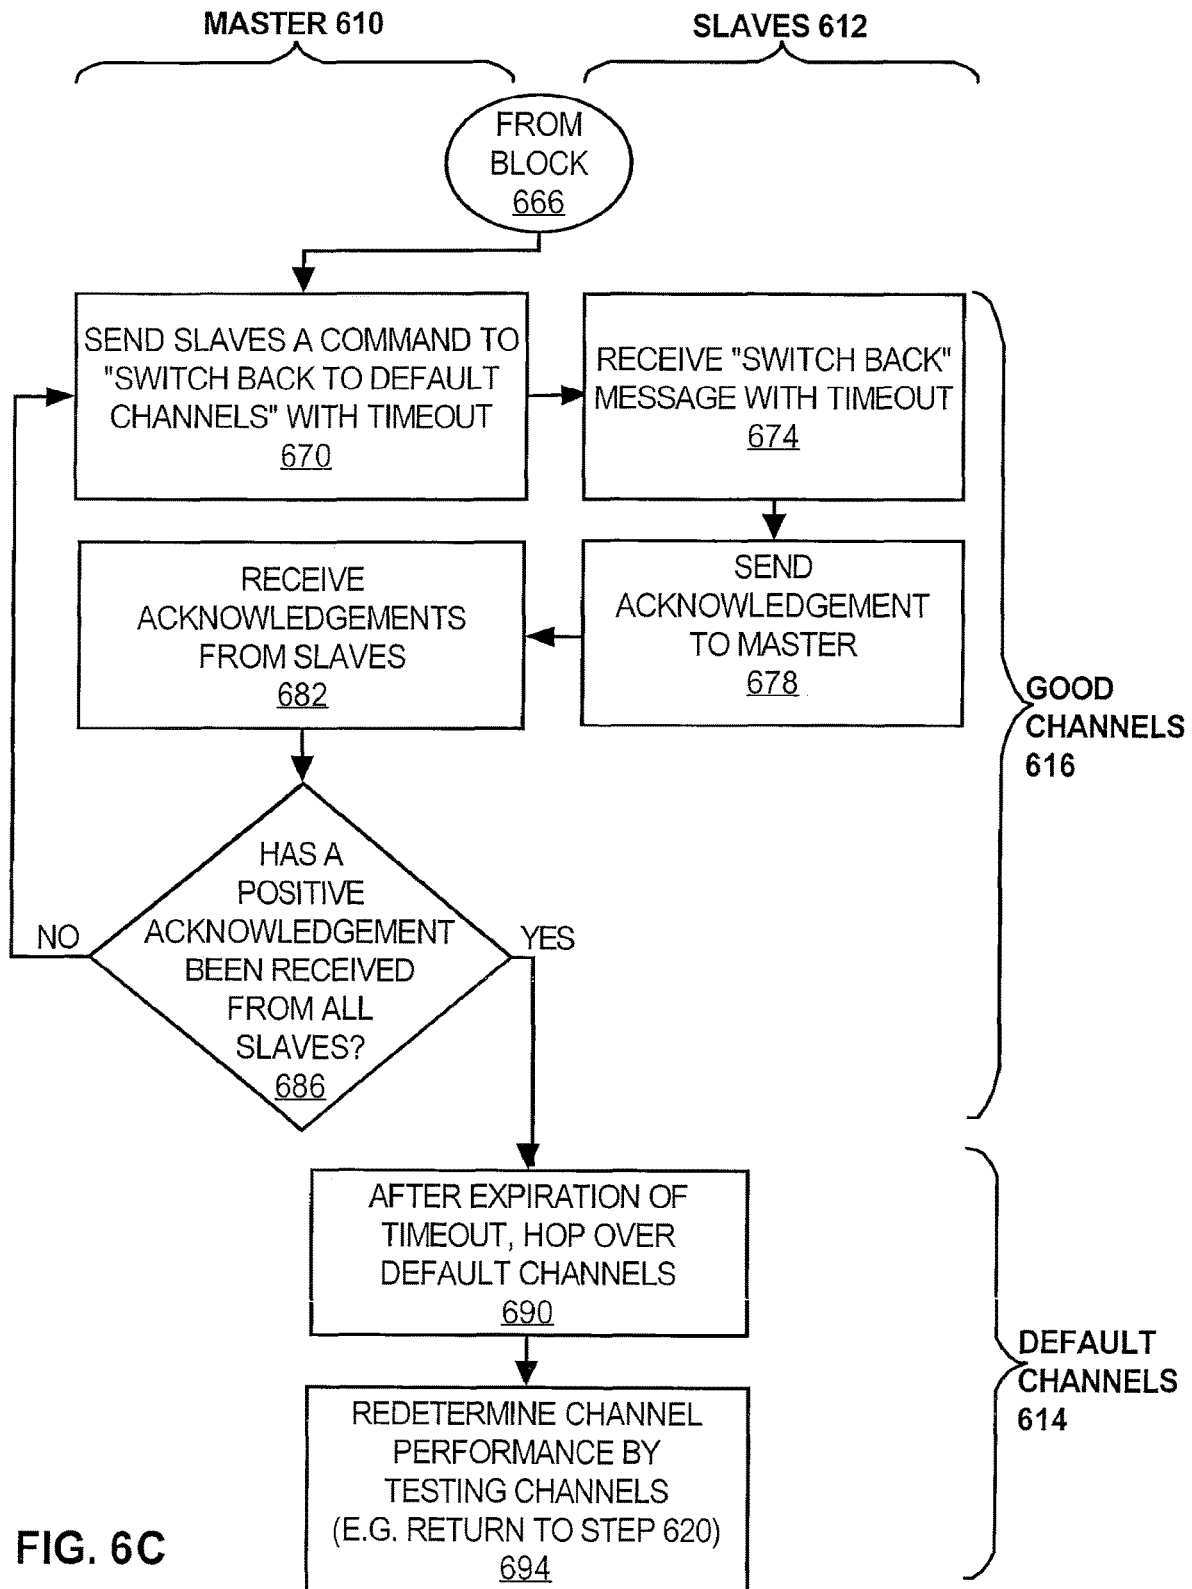 MASTER 610
SLAVES 612
FROM
BLOCK
666
SEND SLAVES A COMMAND TO
"SWITCH BACK TO DEFAULT
CHANNELS" WITH TIMEOUT
670
RECEIVE "SWITCH BACK"
MESSAGE WITH TIMEOUT
674
RECEIVE
ACKNOWLEDGEMENTS
FROM SLAVES
682
SEND
ACKNOWLEDGEMENT
TO MASTER
678
GOOD
CHANNELS
616
HAS A
POSITIVE
ACKNOWLEDGEMENT
BEEN RECEIVED
FROM ALL
SLAVES?
686
NO
YES
AFTER EXPIRATION OF
TIMEOUT, HOP OVER
DEFAULT CHANNELS
690
DEFAULT
CHANNELS
614
REDETERMINE CHANNEL
PERFORMANCE BY
TESTING CHANNELS
(E.G. RETURN TO STEP 620)
694
FIG. 6C